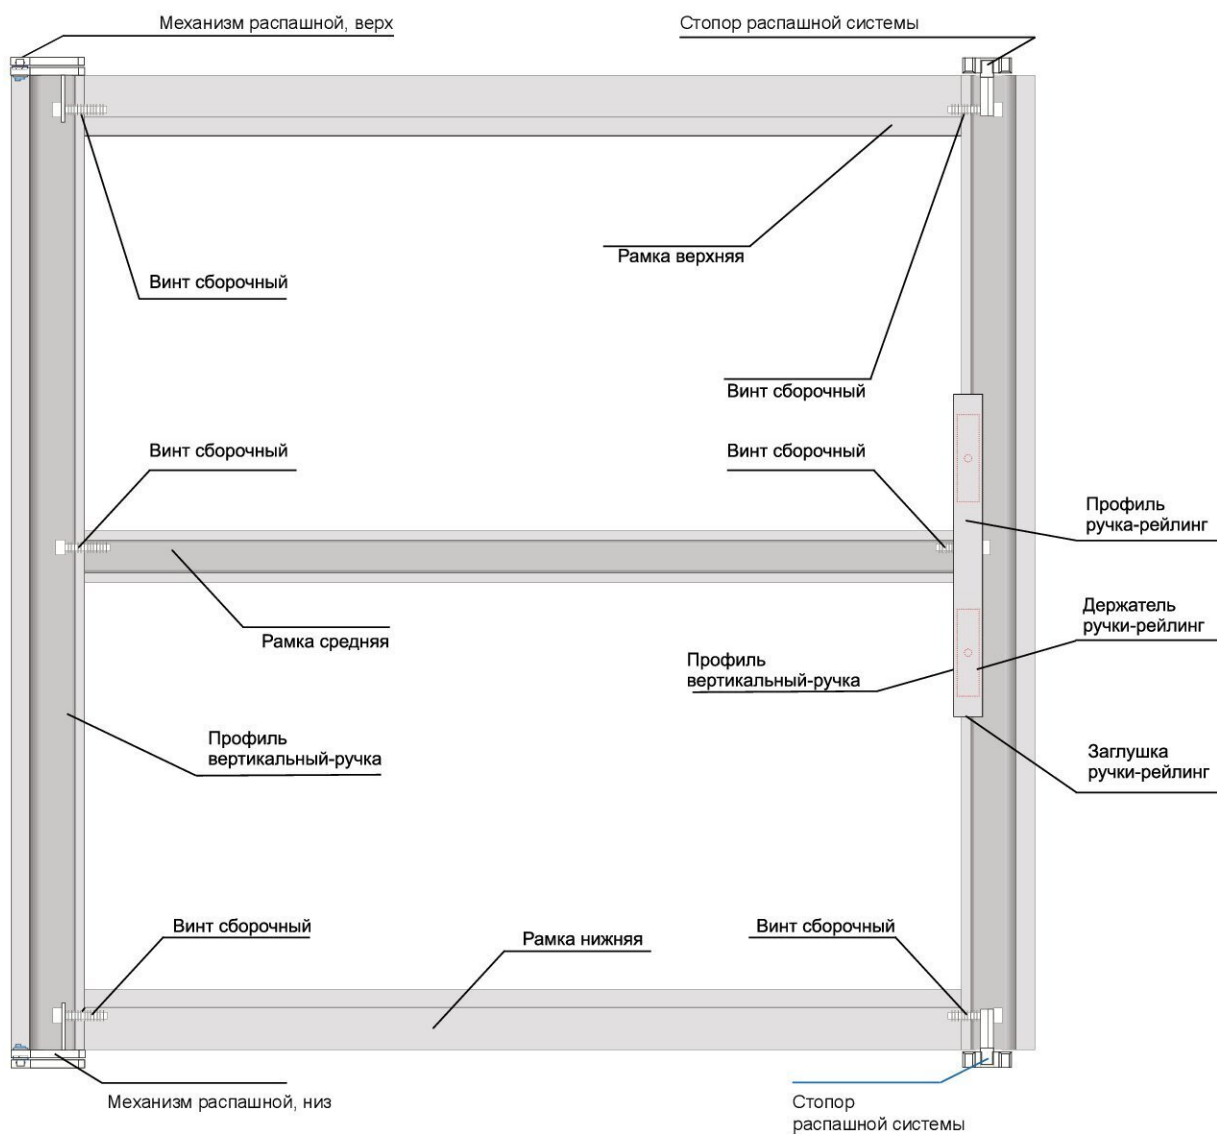 Механизм распашной, верх
Стопор распашной системы
Рамка верхняя
Винт сборочный
Винт сборочный
Винт сборочный
Винт сборочный
Профиль
ручка-рейлинг
Держатель
ручки-рейлинг
Рамка средняя
Профиль
вертикальный-ручка
Профиль
вертикальный-ручка
Заглушка
ручки-рейлинг
Винт сборочный
Рамка нижняя
Винт сборочный
Механизм распашной, низ
Стопор
распашной системы